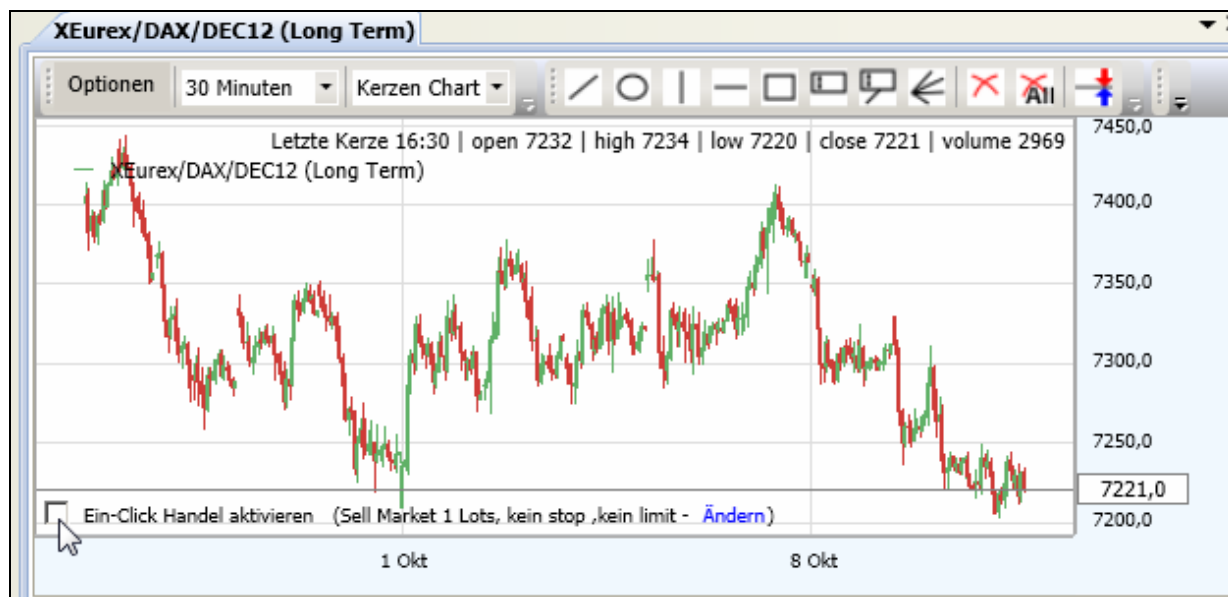 XEurex/DAX/DEC12 (Long Term)
Optionen 30 Minuten Kerzen Chart All
Letzte Kerze 16:30 | open 7232 | high 7234 | low 7220 | close 7221 | volume 2969
XEurex/DAX/DEC12 (Long Term)
7450,0
7400,0
7350,0
7300,0
7250,0
7221,0
7200,0
Ein-Click Handel aktivieren (Sell Market 1 Lots, kein stop ,kein limit - Ändern)
1 Okt 8 Okt